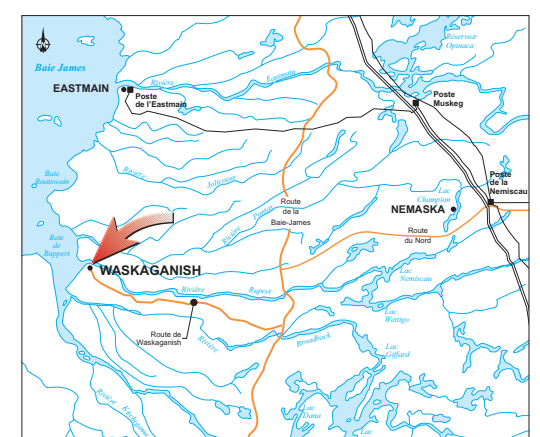 Réservoir
Opinaca
Baie James
EASTMAIN
Rivière
Eastmain
Poste
de l'Eastmain
Poste
Muskeg
Baie
Boatswain
Rivière
Jolicoeur
Rivière
Pontax
Route
de la
Baie-James
Lac
Champion
NEMASKA
Poste
de la
Nemiscau
Route
du Nord
Baie
de
Ruppert
WASKAGANISH
Rivière
Rupert
Lac
Nemiscau
Route de
Waskaganish
Rivière
Broadback
Lac
Wettigo
Lac
Giffard
Rivière
Lac
Dana